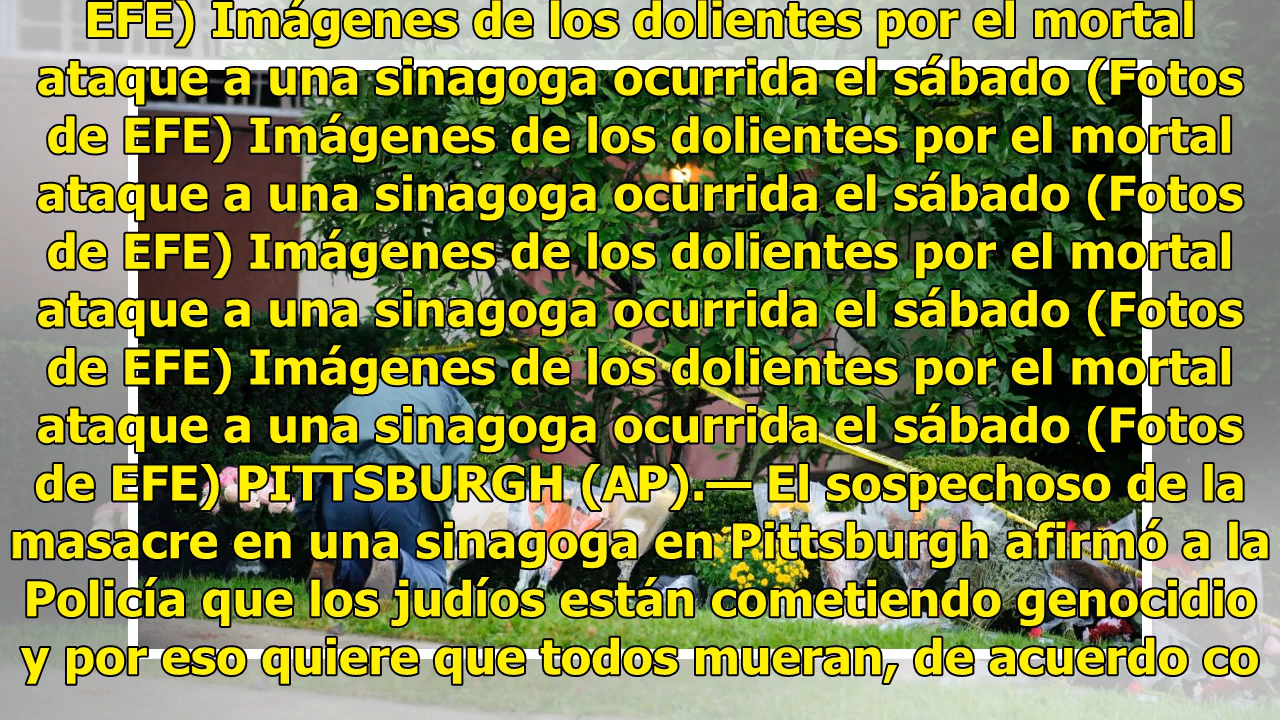 EFE) Imágenes de los dolientes por el mortal
ataque a una sinagoga ocurrida el sábado (Fotos
de EFE) Imágenes de los dolientes por el mortal
ataque a una sinagoga ocurrida el sábado (Fotos
de EFE) Imágenes de los dolientes por el mortal
ataque a una sinagoga ocurrida el sábado (Fotos
de EFE) Imágenes de los dolientes por el mortal
ataque a una sinagoga ocurrida el sábado (Fotos
de EFE) PITTSBURGH (AP).— El sospechoso de la
masacre en una sinagoga en Pittsburgh afirmó a la
Policía que los judíos están cometiendo genocidio
y por eso quiere que todos mueran, de acuerdo co